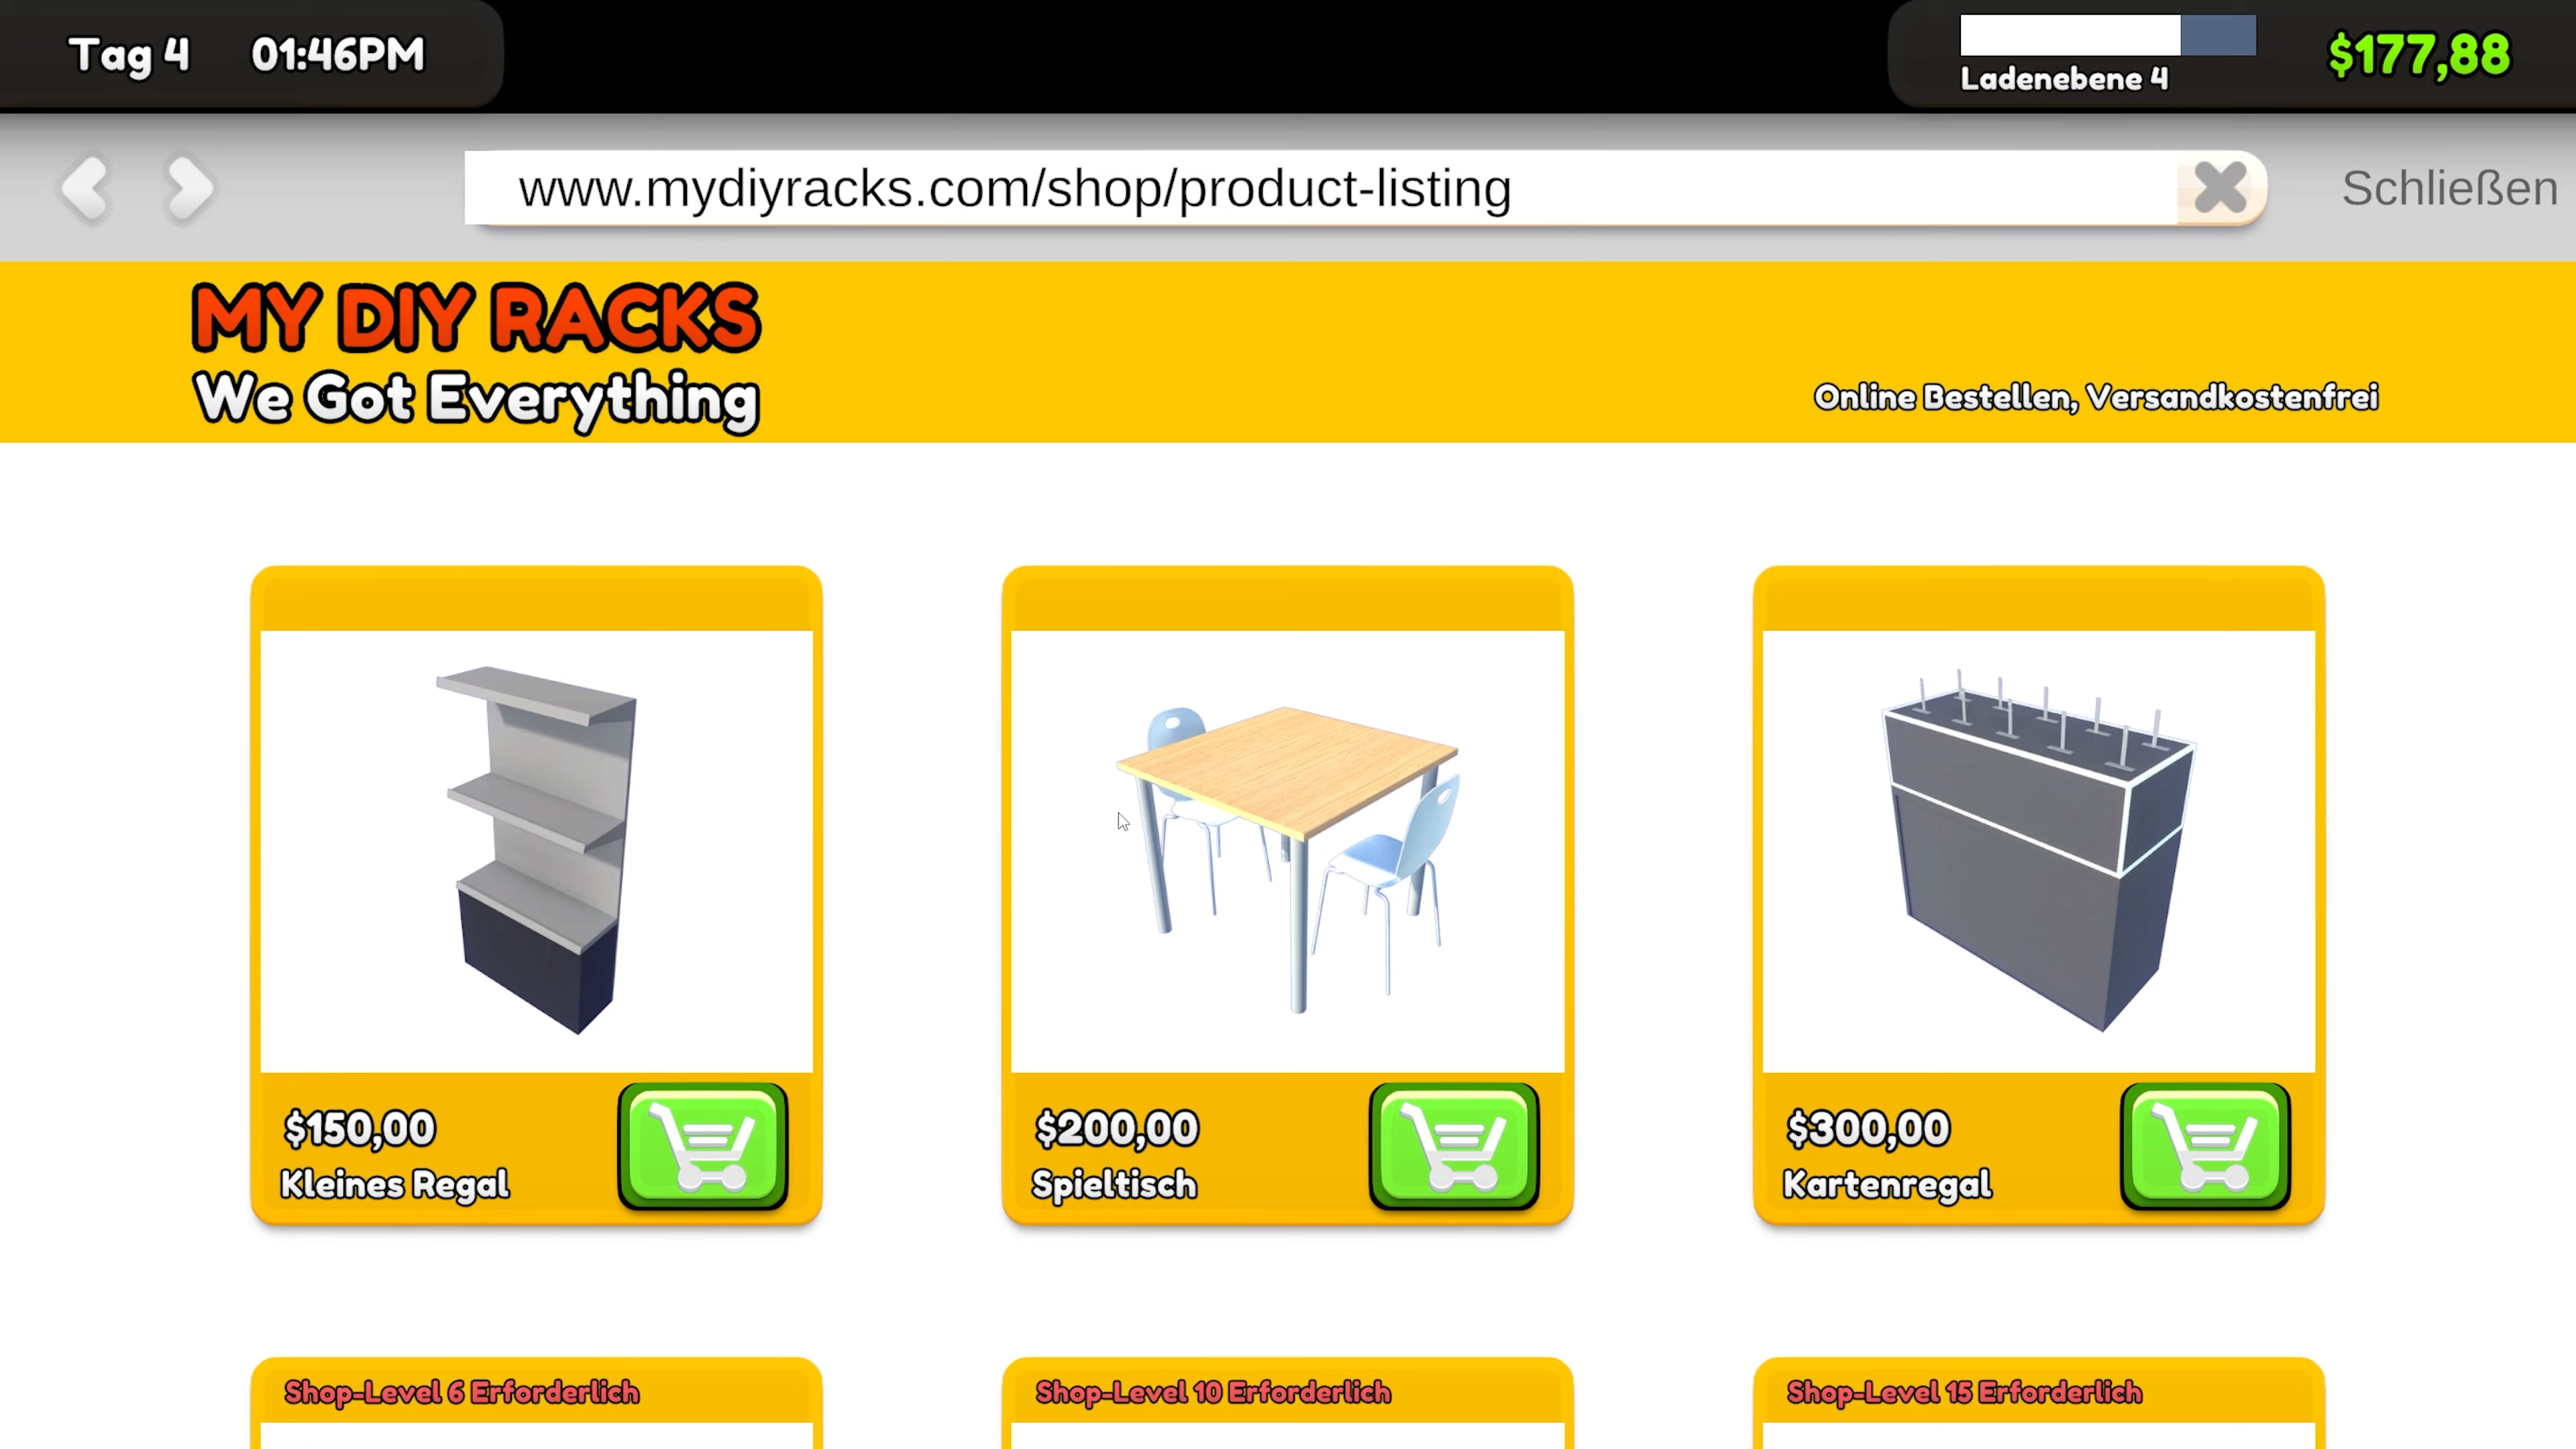 Tag 4 01:46PM
Ladenebene 4
$177,88
www.mydiyracks.com/shop/product-listing
Schließen
MY DIY RACKS
We Got Everything
Online Bestellen, Versandkostenfrei
$150,00
Kleines Regal
$200,00
Spieltisch
$300,00
Kartenregal
Shop-Level 6 Erforderlich
Shop-Level 10 Erforderlich
Shop-Level 15 Erforderlich